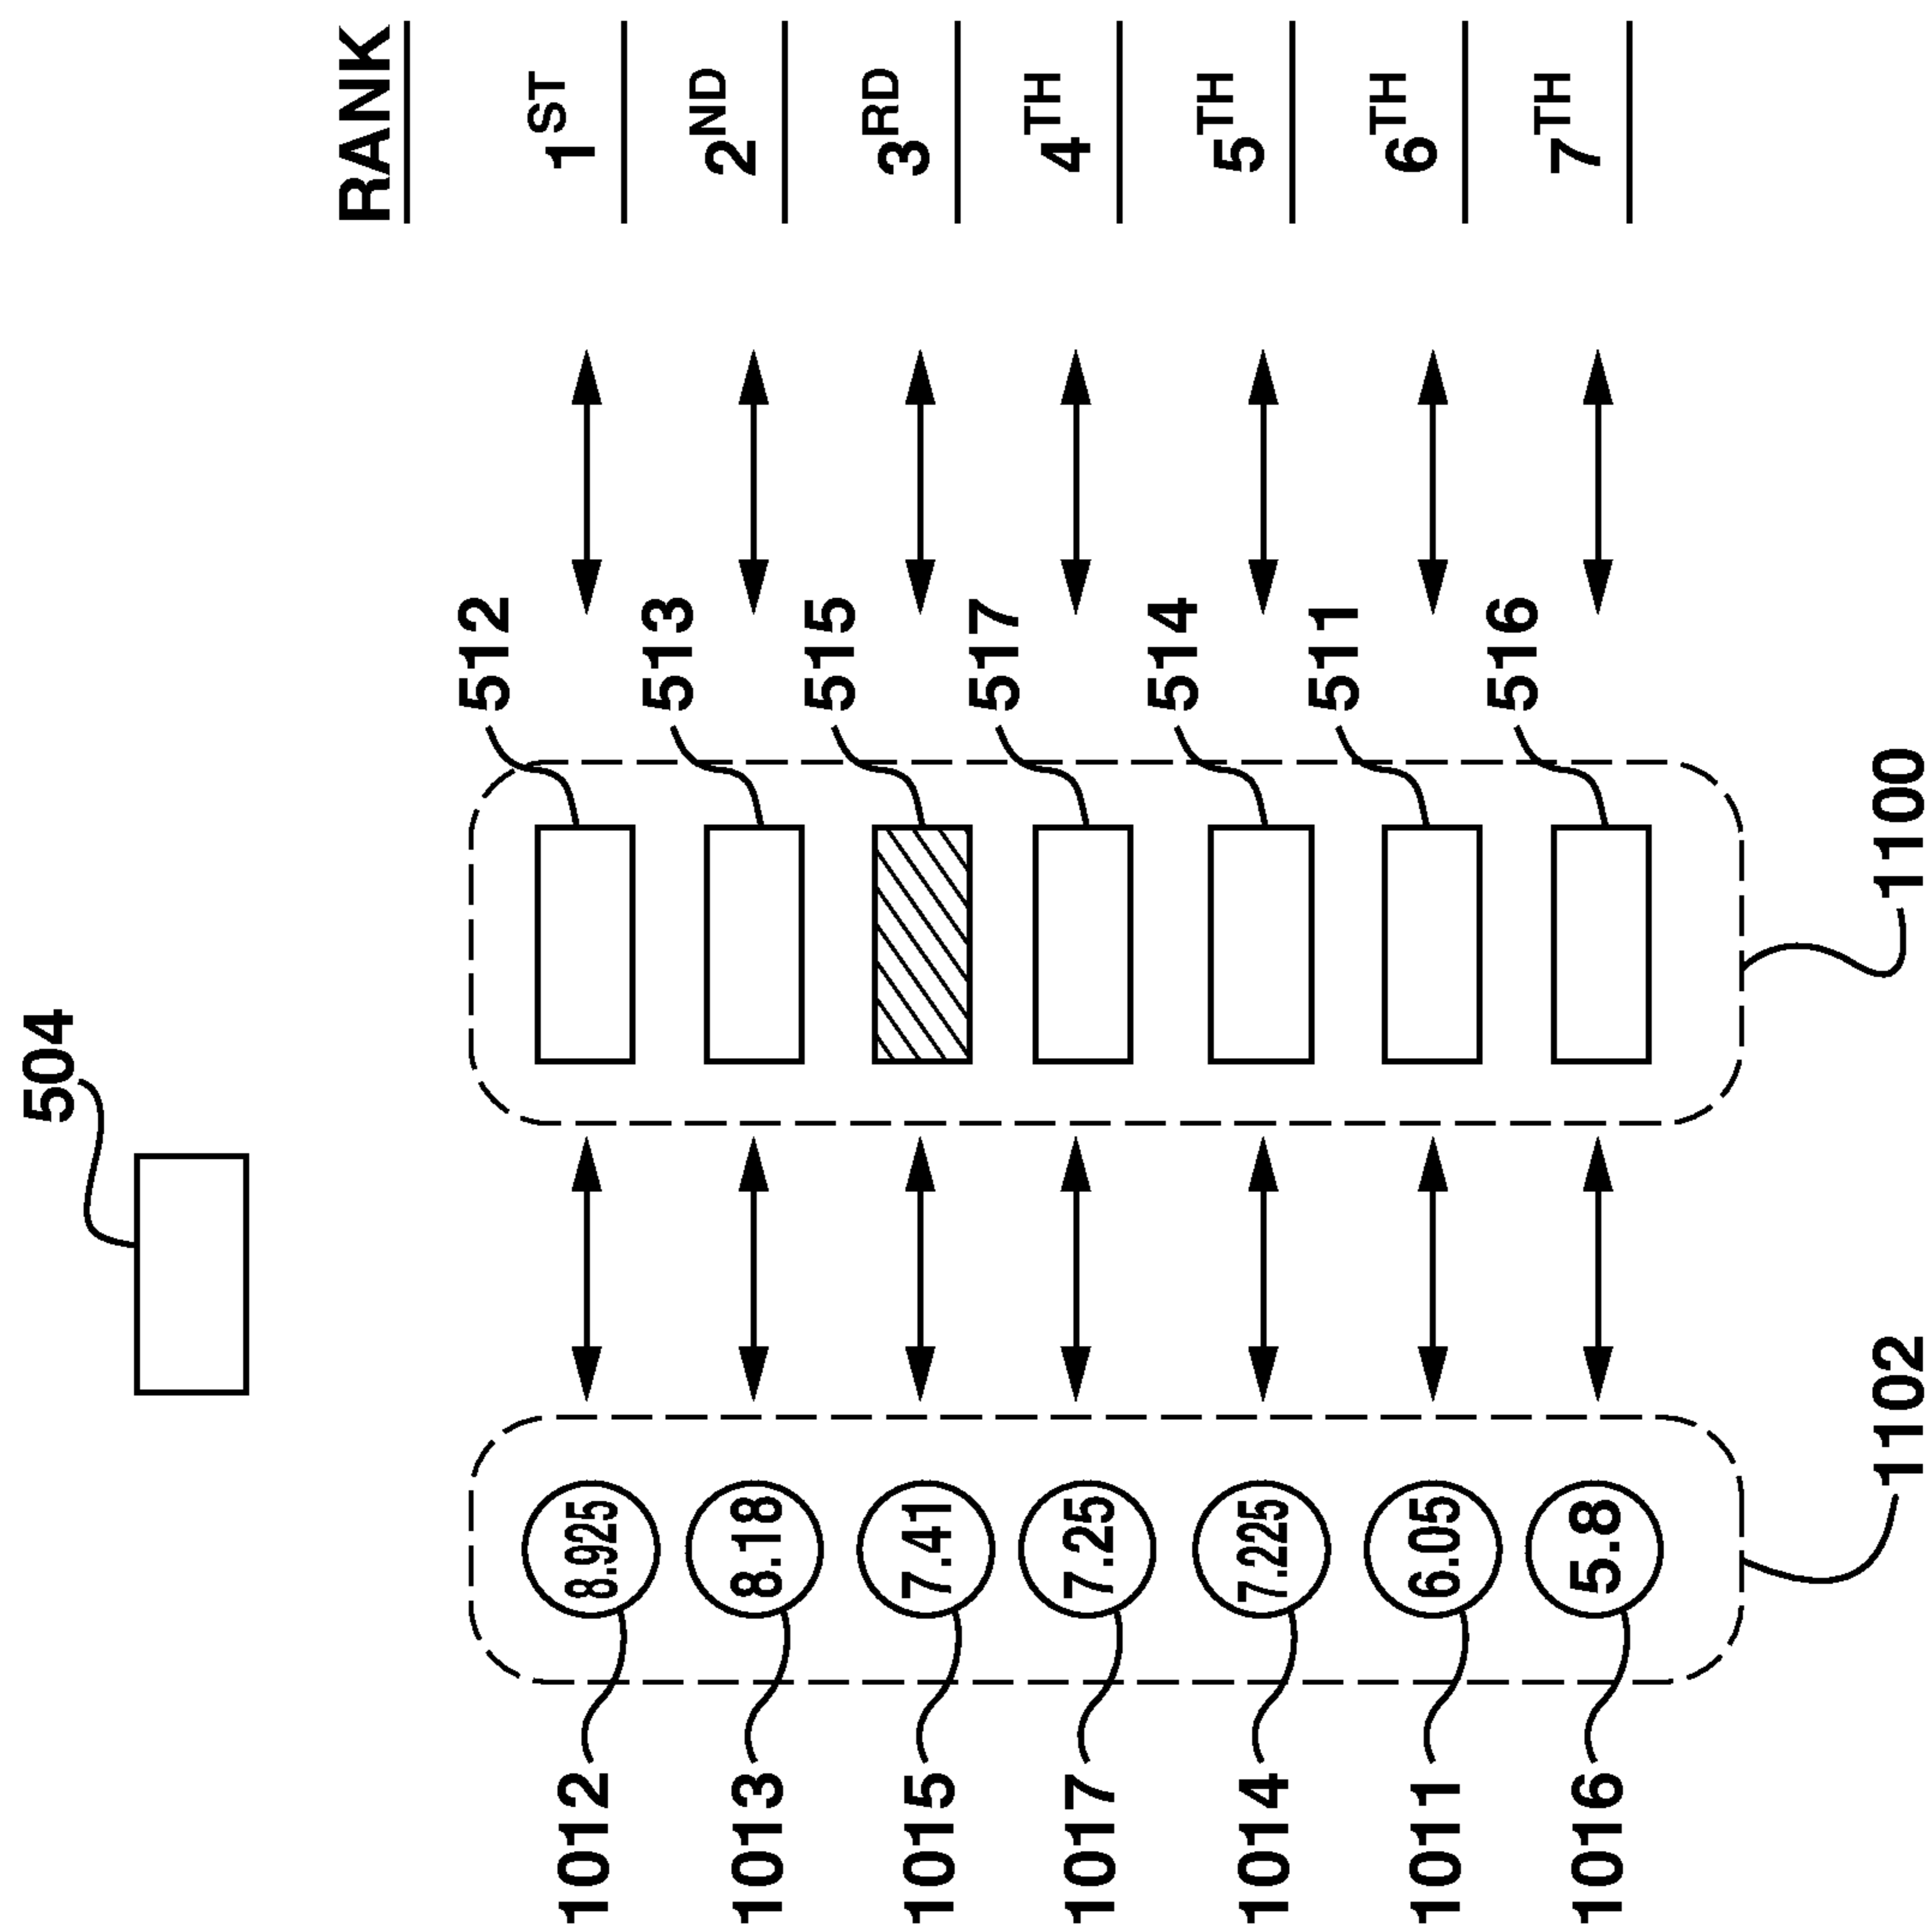 504
RANK
1012 8.925 512 1ST
1013 8.18 513 2ND
1015 7.41 515 3RD
1017 7.25 517 4TH
1014 7.225 514 5TH
1011 6.05 511 6TH
1016 5.8 516 7TH
1102 1100